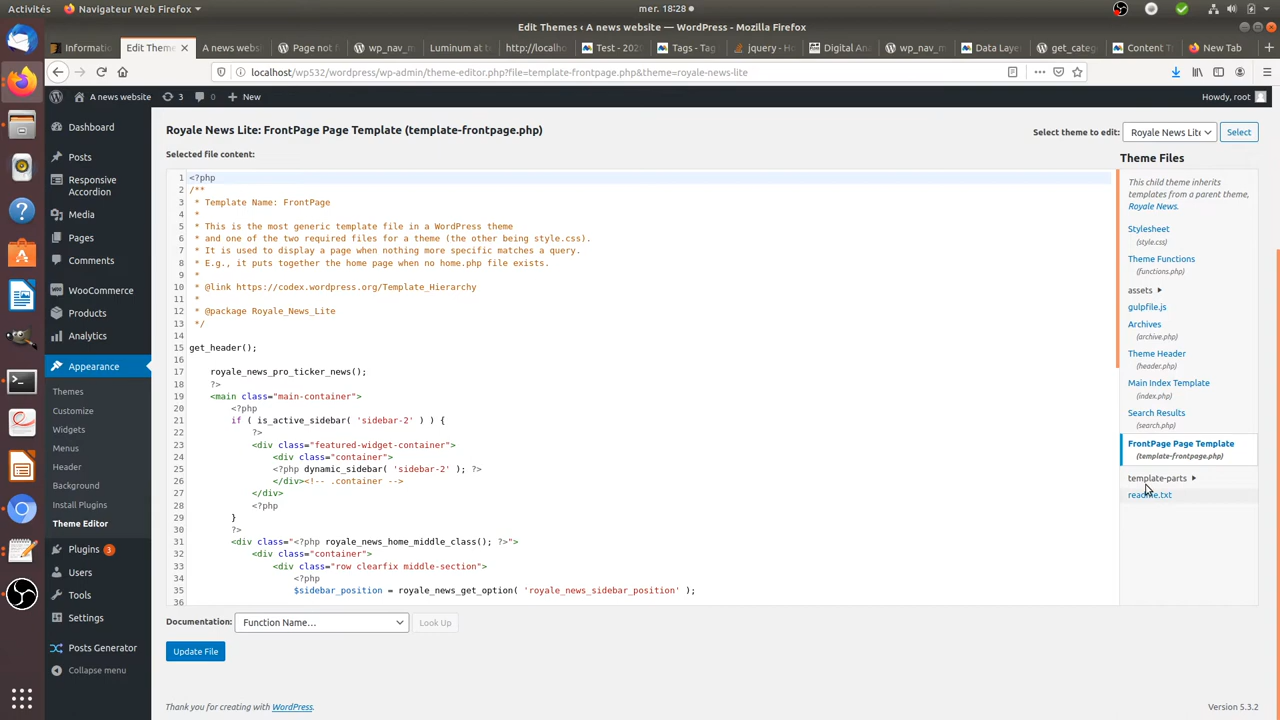 Activités
Navigateur Web Firefox
mer. 18:28
Edit Themes ‹ A news website — WordPress - Mozilla Firefox
Informati
Edit Themes
A news websit
Page not f
wp_nav_m
Luminum at te
http://localho
Test - 2020
Tags - Tag
jquery - H
Digital Ana
wp_nav_m
Data Layer
get_categ
Content T
New Tab
localhost/wp532/wordpress/wp-admin/theme-editor.php?file=template-frontpage.php&theme=royale-news-lite
A news website
3
0
New
Howdy, root
Dashboard
Posts
Responsive
Accordion
Media
Pages
Comments
WooCommerce
Products
Analytics
Appearance
Themes
Customize
Widgets
Menus
Header
Background
Install Plugins
Theme Editor
Plugins 3
Users
Tools
Settings
Posts Generator
Collapse menu
Royale News Lite: FrontPage Page Template (template-frontpage.php)
Select theme to edit:
Royale News Lite
Select
Selected file content:
1 <?php
2 /**
3 * Template Name: FrontPage
4 *
5 * This is the most generic template file in a WordPress theme
6 * and one of the two required files for a theme (the other being style.css).
7 * It is used to display a page when nothing more specific matches a query.
8 * E.g., it puts together the home page when no home.php file exists.
9 *
10 * @link https://codex.wordpress.org/Template_Hierarchy
11 *
12 * @package Royale_News_Lite
13 */
14
15 get_header();
16
17 royale_news_pro_ticker_news();
18 ?>
19 <main class="main-container">
20 <?php
21 if ( is_active_sidebar( 'sidebar-2' ) ) {
22 ?>
23 <div class="featured-widget-container">
24 <div class="container">
25 <?php dynamic_sidebar( 'sidebar-2' ); ?>
26 </div><!-- .container -->
27 </div>
28 <?php
29 }
30 ?>
31 <div class="<?php royale_news_home_middle_class(); ?>">
32 <div class="container">
33 <div class="row clearfix middle-section">
34 <?php
35 $sidebar_position = royale_news_get_option( 'royale_news_sidebar_position' );
36
Theme Files
This child theme inherits
templates from a parent theme,
Royale News.
Stylesheet
(style.css)
Theme Functions
(functions.php)
assets
gulpfile.js
Archives
(archive.php)
Theme Header
(header.php)
Main Index Template
(index.php)
Search Results
(search.php)
FrontPage Page Template
(template-frontpage.php)
template-parts
readme.txt
Documentation:
Function Name…
Look Up
Update File
Thank you for creating with WordPress.
Version 5.3.2